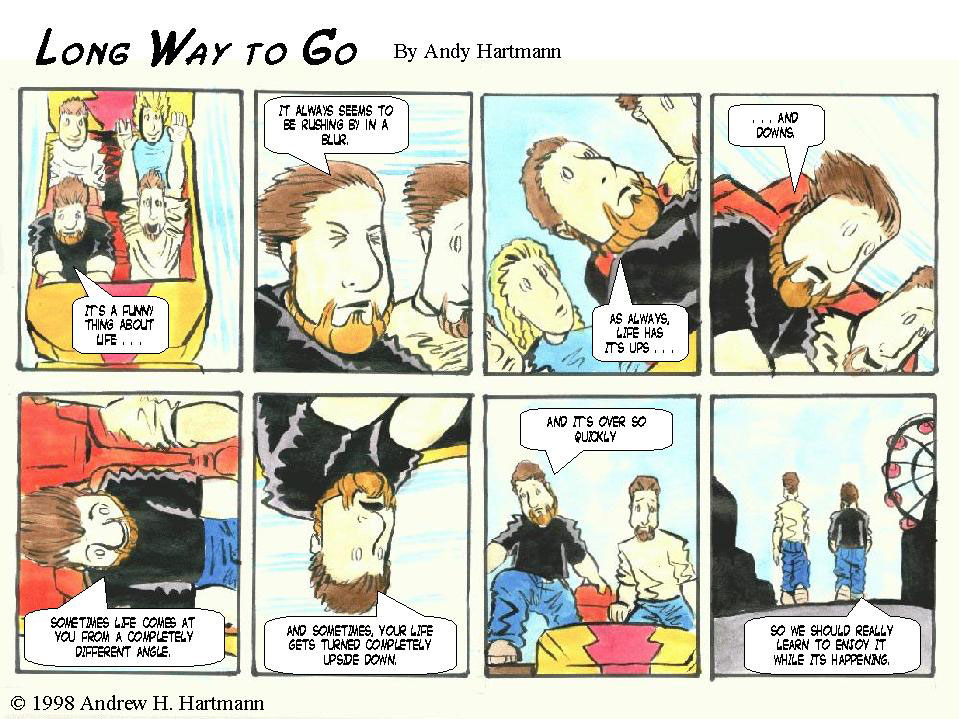 LONG WAY TO GO
By Andy Hartmann
IT'S A FUNNY
THING ABOUT
LIFE . . .
IT ALWAYS SEEMS TO
BE RUSHING BY IN A
BLUR.
AS ALWAYS,
LIFE HAS
IT'S UPS . . .
. . . AND
DOWNS.
SOMETIMES LIFE COMES AT
YOU FROM A COMPLETELY
DIFFERENT ANGLE.
AND SOMETIMES, YOUR LIFE
GETS TURNED COMPLETELY
UPSIDE DOWN.
AND IT'S OVER SO
QUICKLY
SO WE SHOULD REALLY
LEARN TO ENJOY IT
WHILE ITS HAPPENING.
© 1998 Andrew H. Hartmann